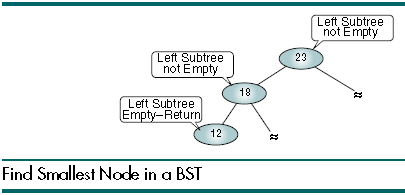 Left Subtree
not Empty
23
Left Subtree
not Empty
18
Left Subtree
Empty–Return
12
Find Smallest Node in a BST